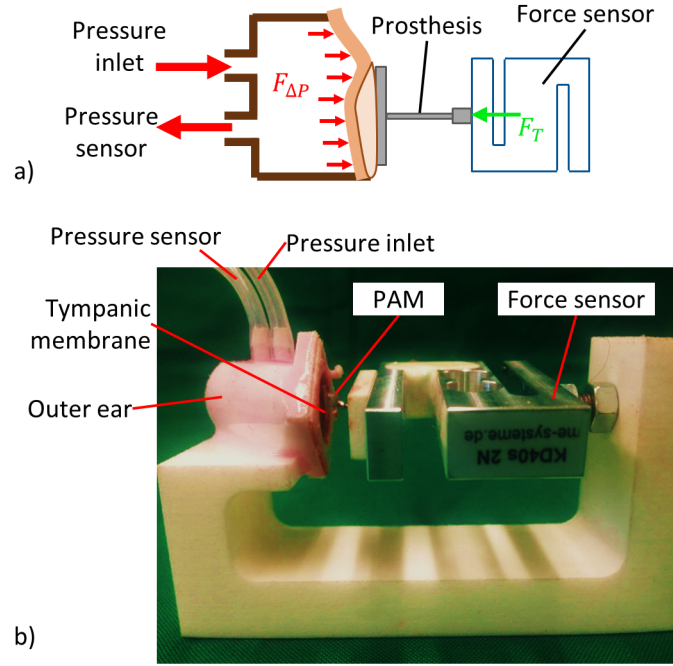 Pressure
inlet
Prosthesis
Force sensor
F_ΔP
Pressure
sensor
F_T
a)
Pressure sensor
Pressure inlet
PAM
Force sensor
Tympanic
membrane
Outer ear
KD40s 2N
me-systeme.de
b)